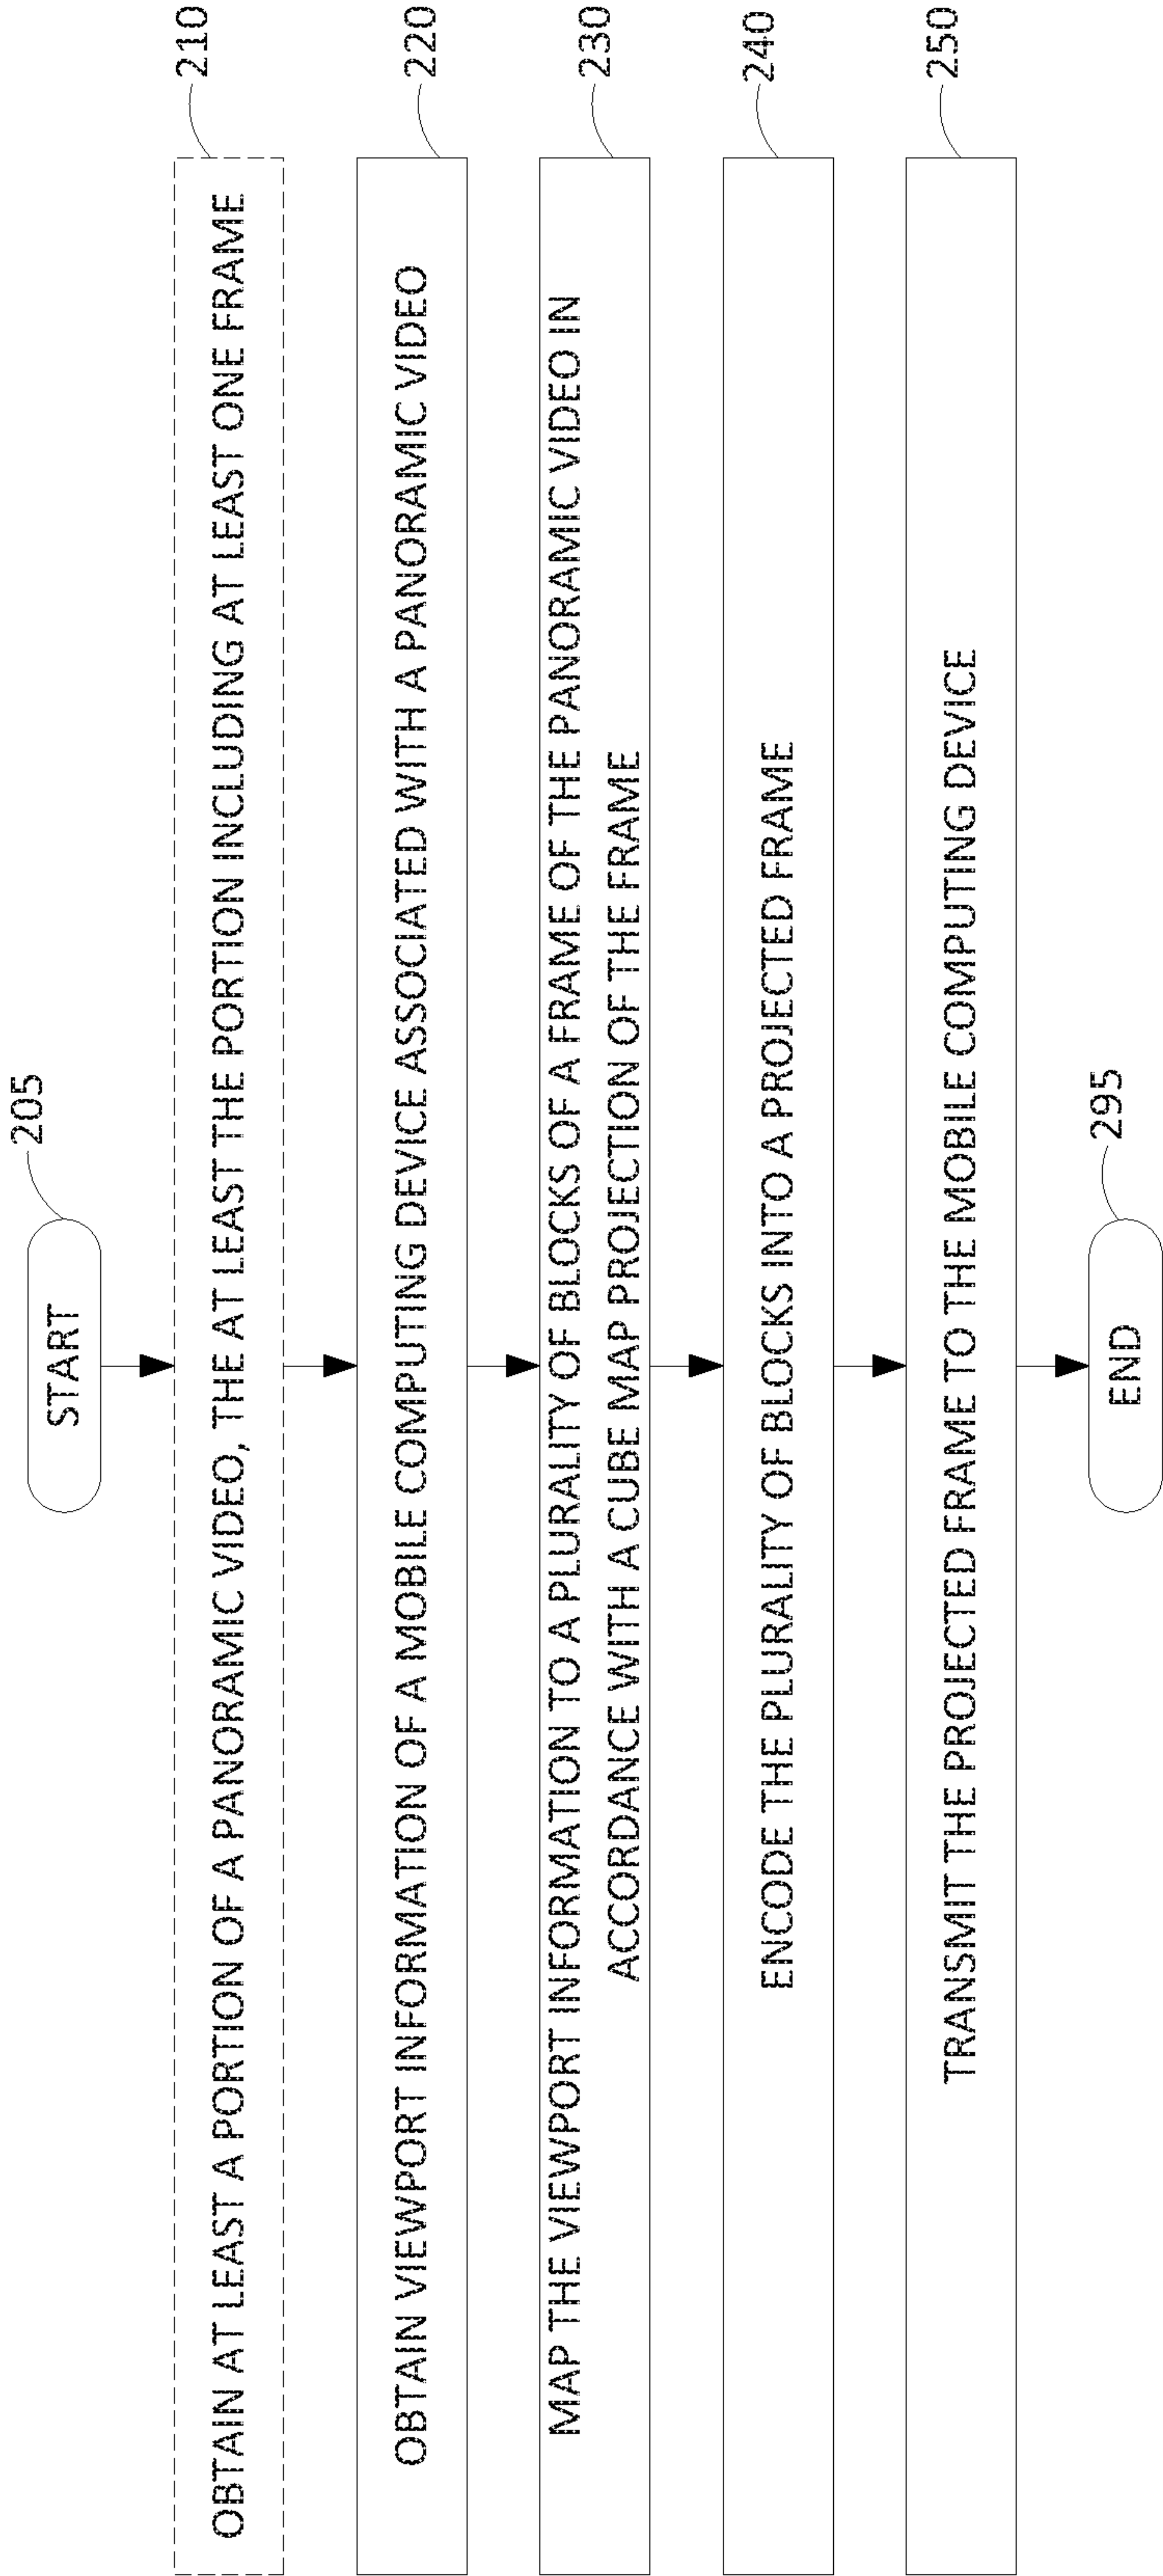 205
START
210
OBTAIN AT LEAST A PORTION OF A PANORAMIC VIDEO, THE AT LEAST THE PORTION INCLUDING AT LEAST ONE FRAME
220
OBTAIN VIEWPORT INFORMATION OF A MOBILE COMPUTING DEVICE ASSOCIATED WITH A PANORAMIC VIDEO
230
MAP THE VIEWPORT INFORMATION TO A PLURALITY OF BLOCKS OF A FRAME OF THE PANORAMIC VIDEO IN
ACCORDANCE WITH A CUBE MAP PROJECTION OF THE FRAME
240
ENCODE THE PLURALITY OF BLOCKS INTO A PROJECTED FRAME
250
TRANSMIT THE PROJECTED FRAME TO THE MOBILE COMPUTING DEVICE
295
END